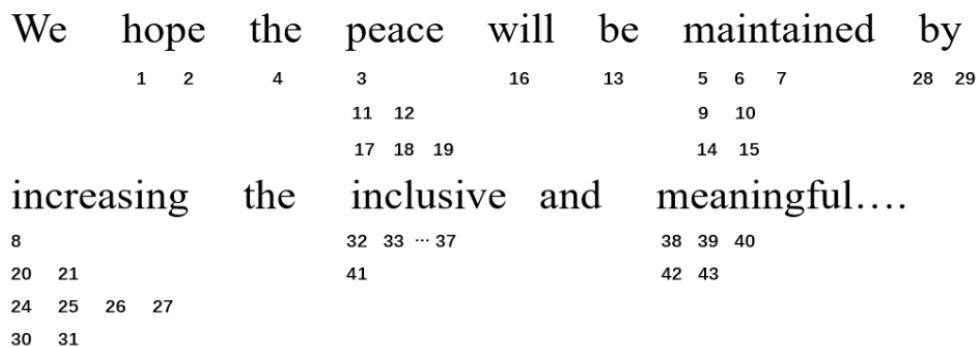 We hope the peace will be maintained by
1 2 4 3 16 13 5 6 7 28 29
11 12 9 10
17 18 19 14 15
increasing the inclusive and meaningful....
8 32 33 ... 37 38 39 40
20 21 41 42 43
24 25 26 27
30 31